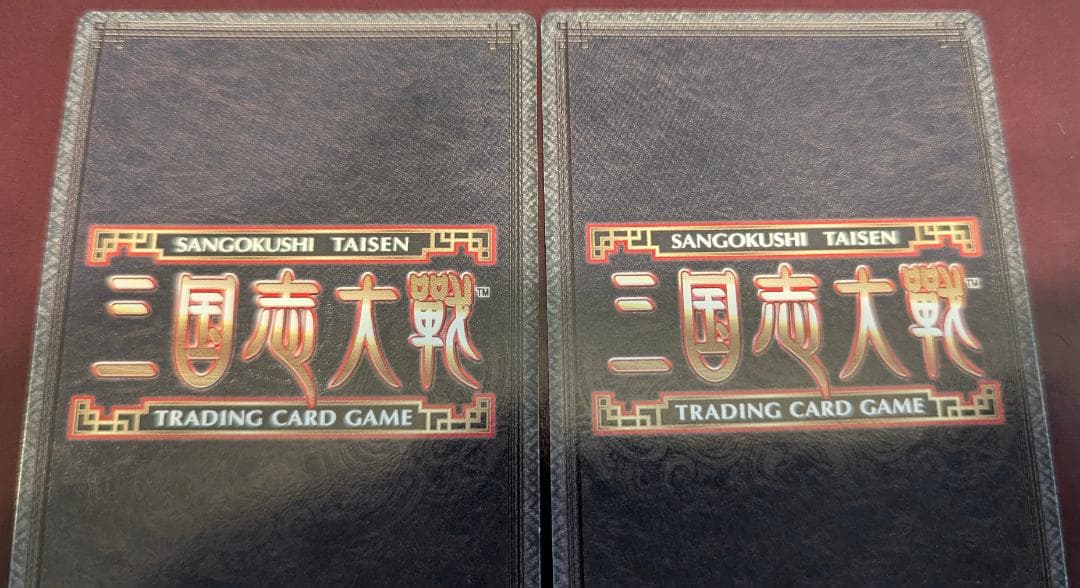 SANGOKUSHI TAISEN
三国志大戦™
TRADING CARD GAME
SANGOKUSHI TAISEN
三国志大戦™
TRADING CARD GAME